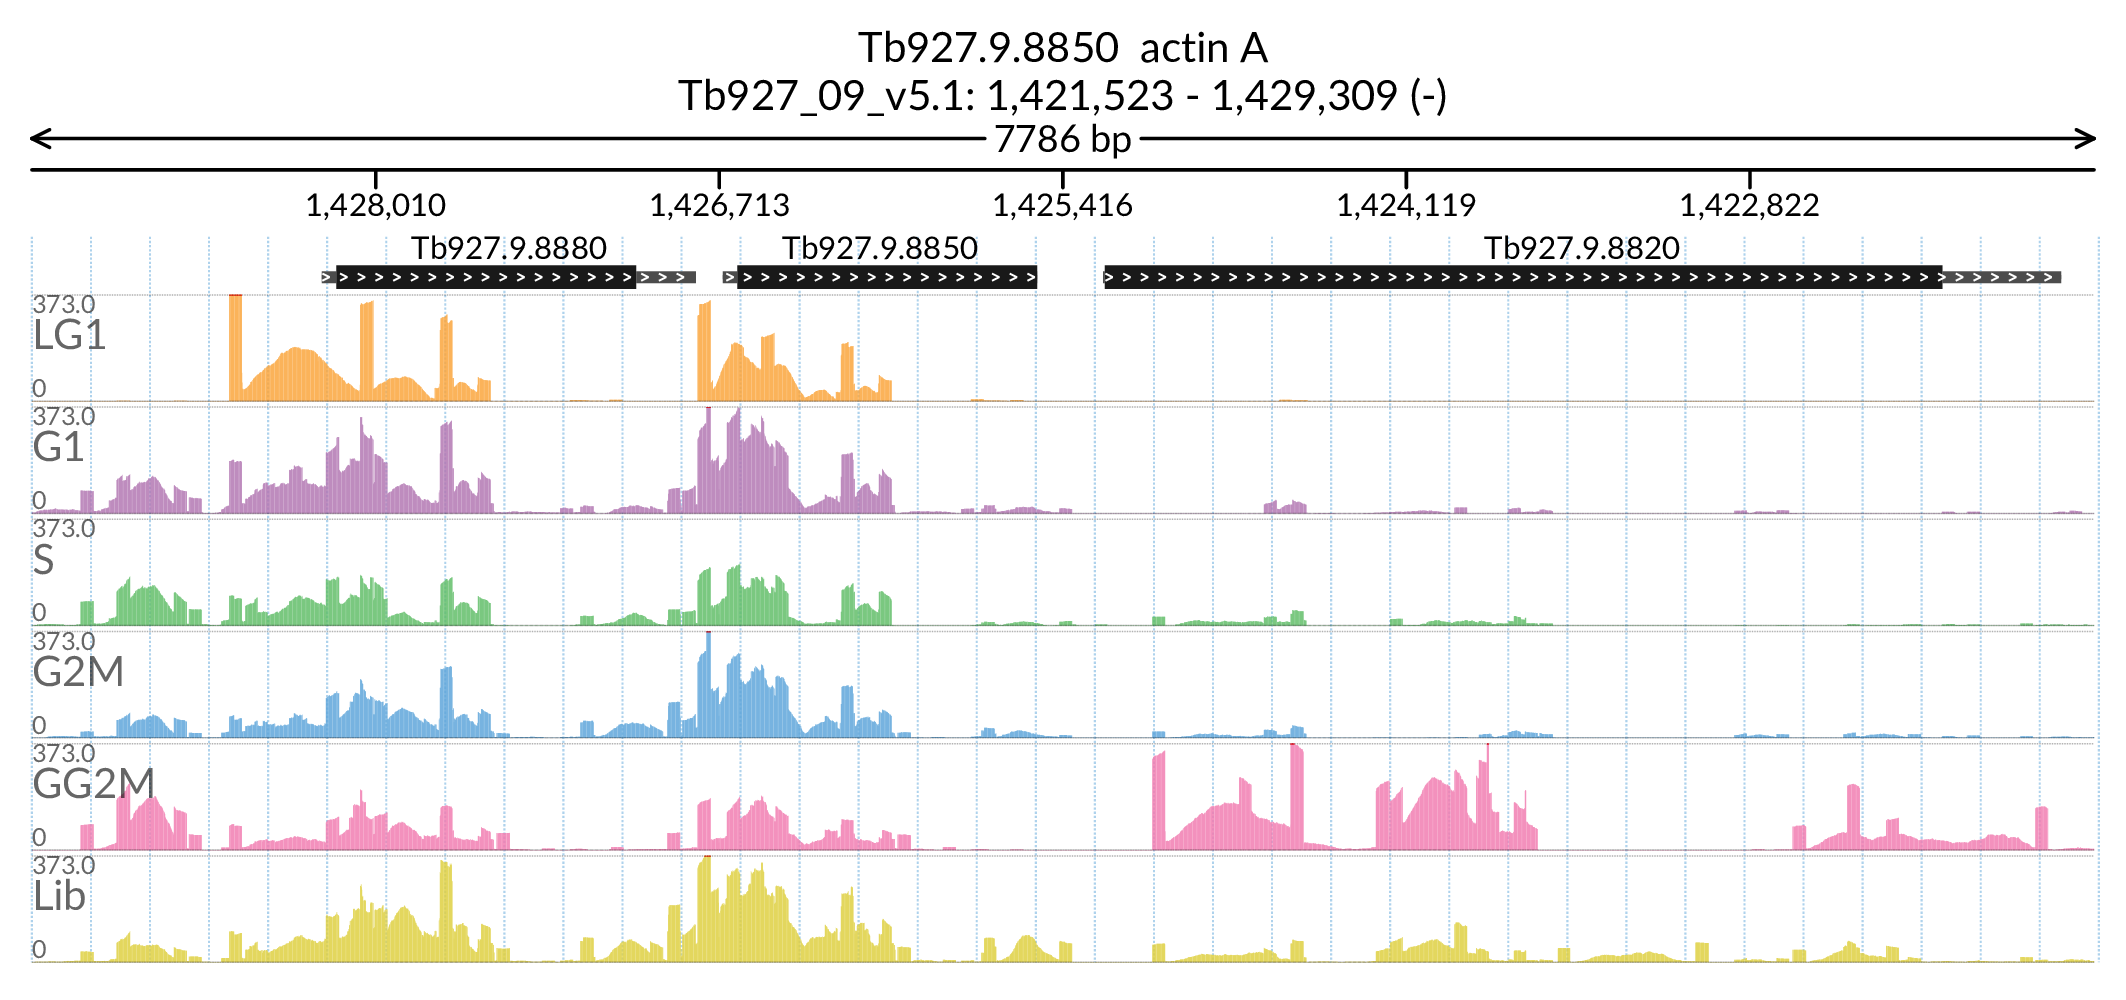 Tb927.9.8850  actin A
Tb927_09_v5.1: 1,421,523 - 1,429,309 (-)
7786 bp
1,428,010 1,426,713 1,425,416 1,424,119 1,422,822
Tb927.9.8880 Tb927.9.8850 Tb927.9.8820
373.0
LG1
0
373.0
G1
0
373.0
S
0
373.0
G2M
0
373.0
GG2M
0
373.0
Lib
0